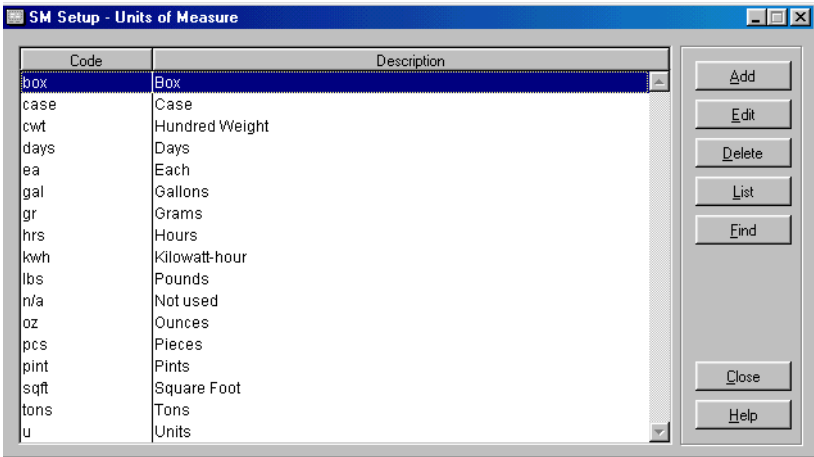 SM Setup - Units of Measure
Code Description
box Box
case Case
cwt Hundred Weight
days Days
ea Each
gal Gallons
gr Grams
hrs Hours
kwh Kilowatt-hour
lbs Pounds
n/a Not used
oz Ounces
pcs Pieces
pint Pints
sqft Square Foot
tons Tons
u Units
Add
Edit
Delete
List
Find
Close
Help